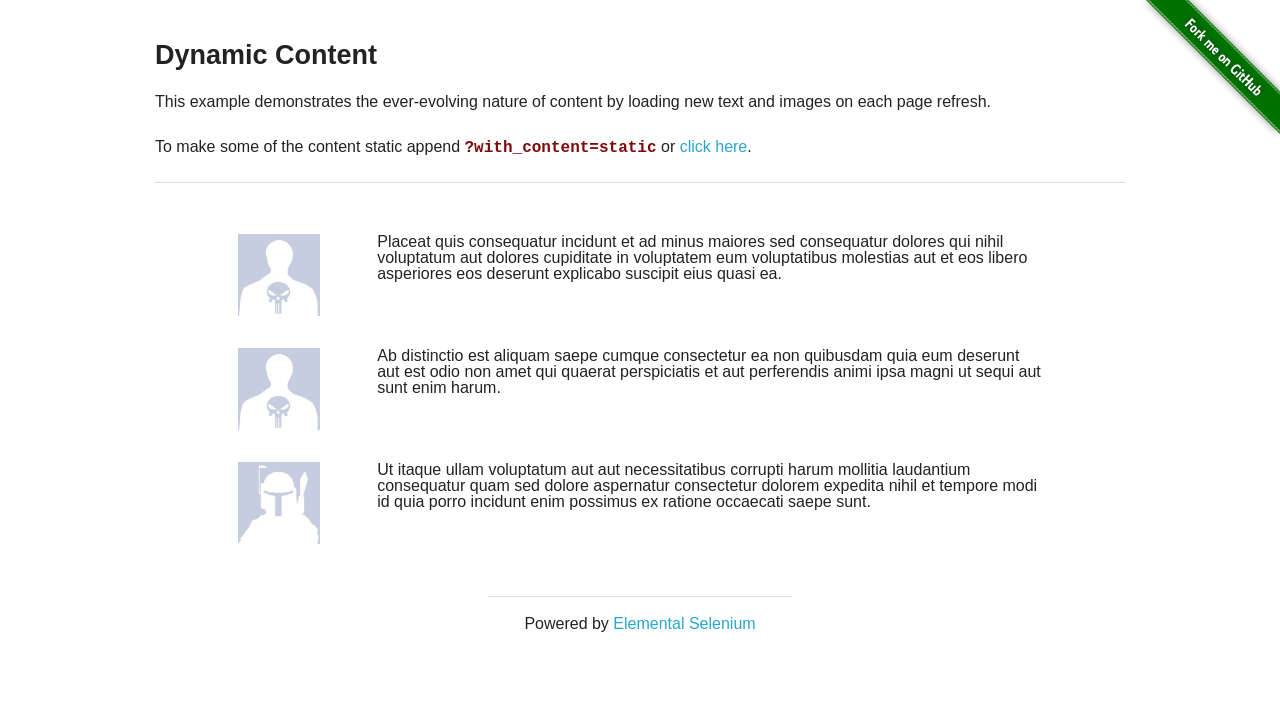 Dynamic Content
Fork me on GitHub
This example demonstrates the ever-evolving nature of content by loading new text and images on each page refresh.
To make some of the content static append ?with_content=static or click here.
Placeat quis consequatur incidunt et ad minus maiores sed consequatur dolores qui nihil
voluptatum aut dolores cupiditate in voluptatem eum voluptatibus molestias aut et eos libero
asperiores eos deserunt explicabo suscipit eius quasi ea.
Ab distinctio est aliquam saepe cumque consectetur ea non quibusdam quia eum deserunt
aut est odio non amet qui quaerat perspiciatis et aut perferendis animi ipsa magni ut sequi aut
sunt enim harum.
Ut itaque ullam voluptatum aut aut necessitatibus corrupti harum mollitia laudantium
consequatur quam sed dolore aspernatur consectetur dolorem expedita nihil et tempore modi
id quia porro incidunt enim possimus ex ratione occaecati saepe sunt.
Powered by Elemental Selenium